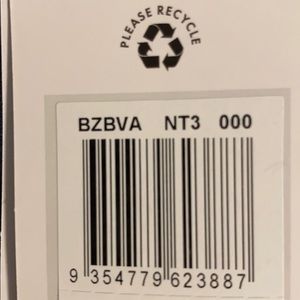 PLEASE RECYCLE
BZBVA NT3 000
9 354779 623887